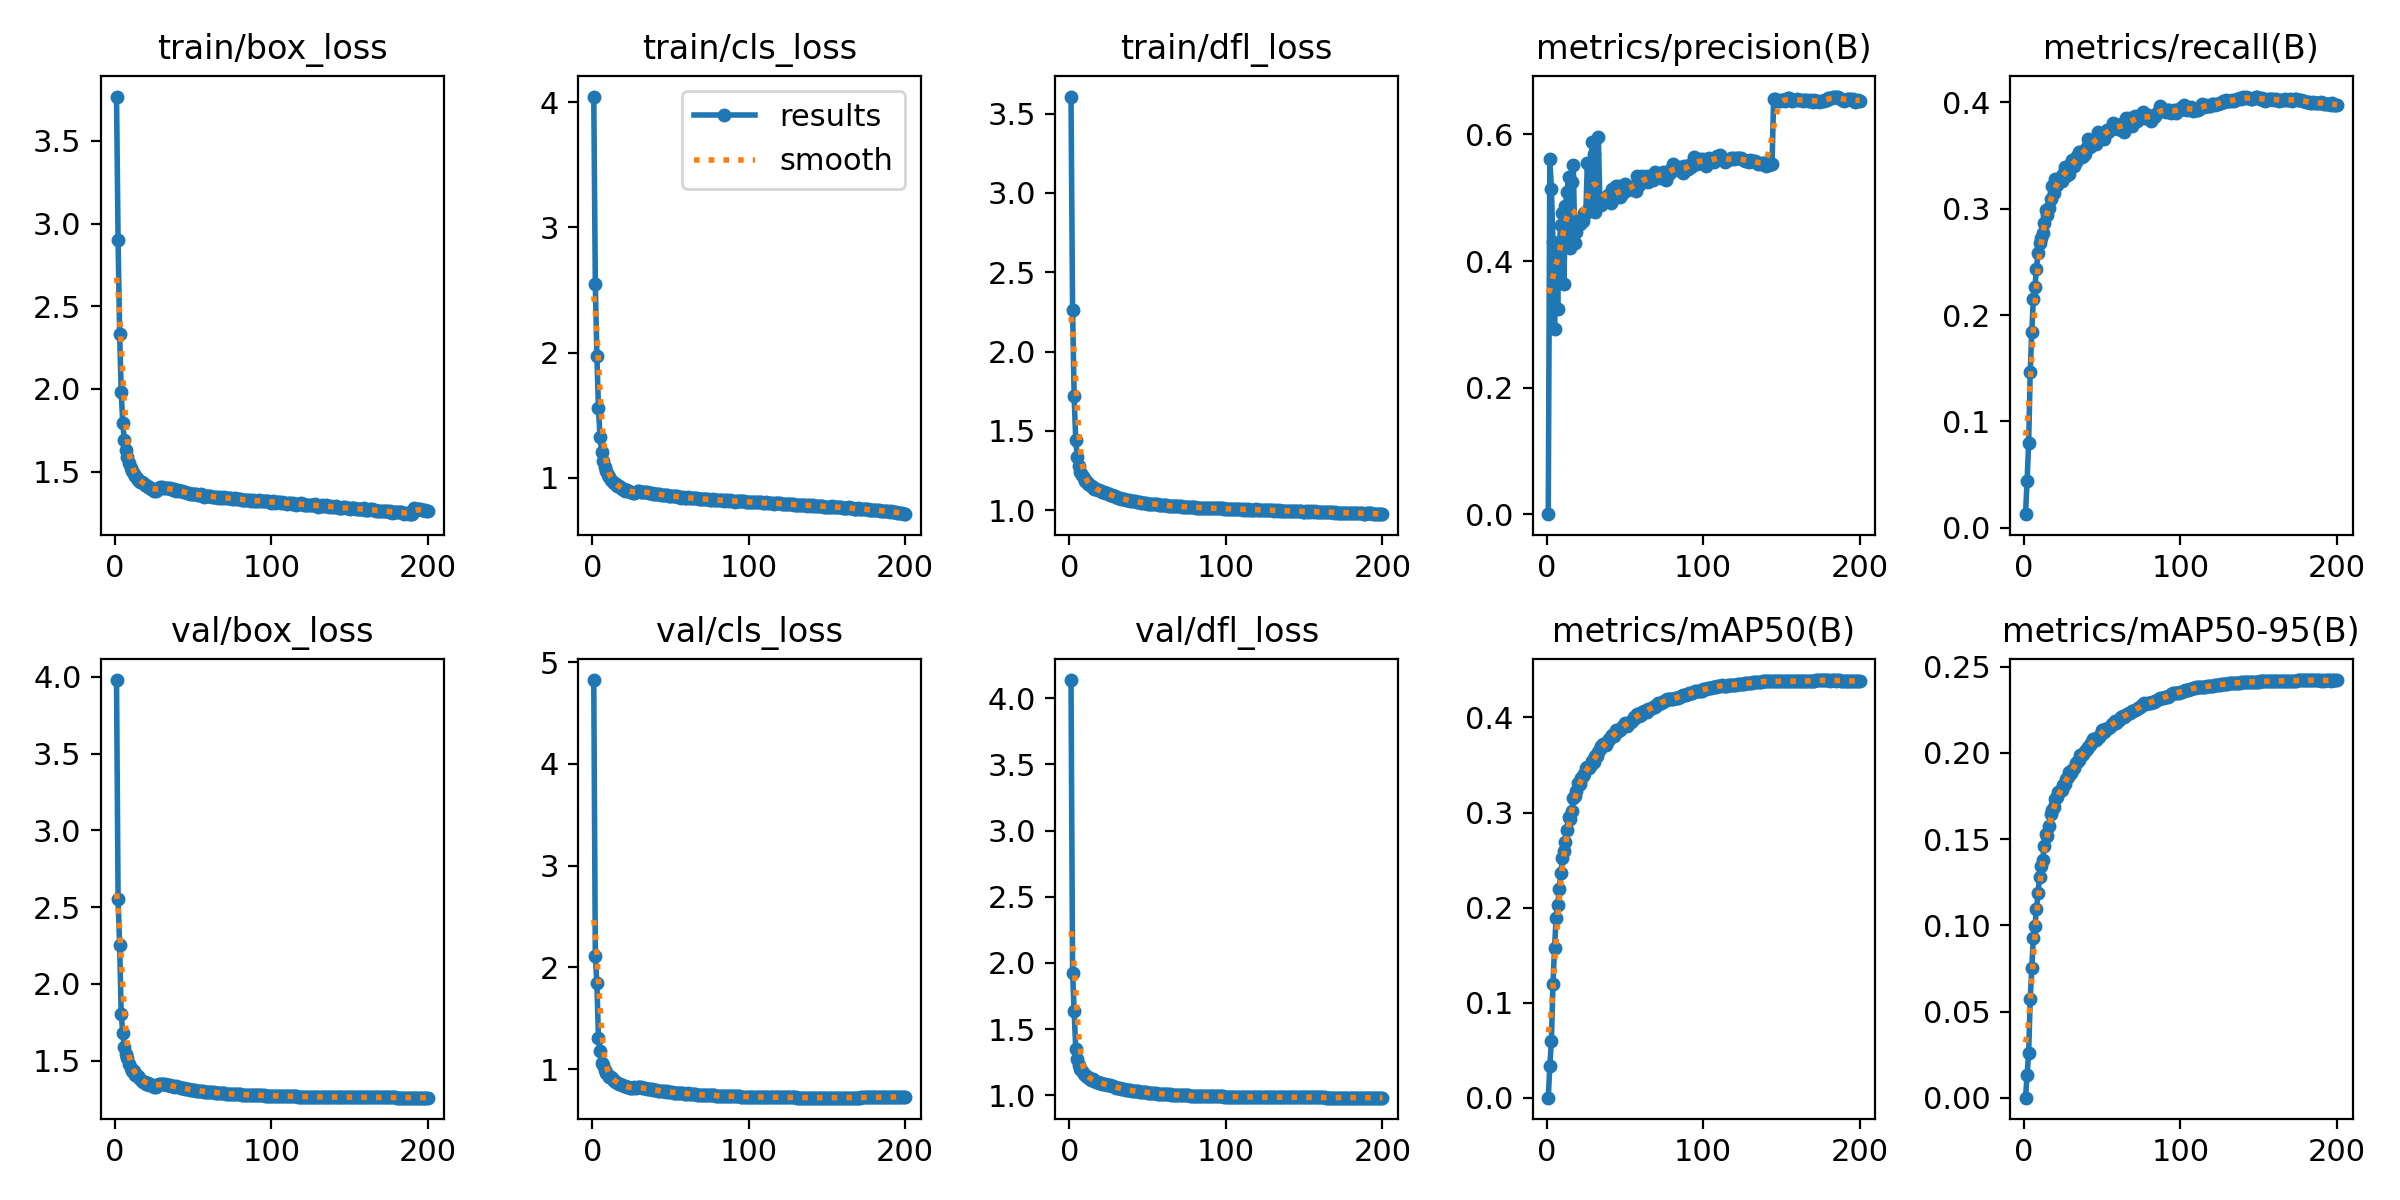 train/box_loss
3.5
3.0
2.5
2.0
1.5
0 100 200
train/cls_loss
results
smooth
4
3
2
1
0 100 200
train/dfl_loss
3.5
3.0
2.5
2.0
1.5
1.0
0 100 200
metrics/precision(B)
0.6
0.4
0.2
0.0
0 100 200
metrics/recall(B)
0.4
0.3
0.2
0.1
0.0
0 100 200
val/box_loss
4.0
3.5
3.0
2.5
2.0
1.5
0 100 200
val/cls_loss
5
4
3
2
1
0 100 200
val/dfl_loss
4.0
3.5
3.0
2.5
2.0
1.5
1.0
0 100 200
metrics/mAP50(B)
0.4
0.3
0.2
0.1
0.0
0 100 200
metrics/mAP50-95(B)
0.25
0.20
0.15
0.10
0.05
0.00
0 100 200